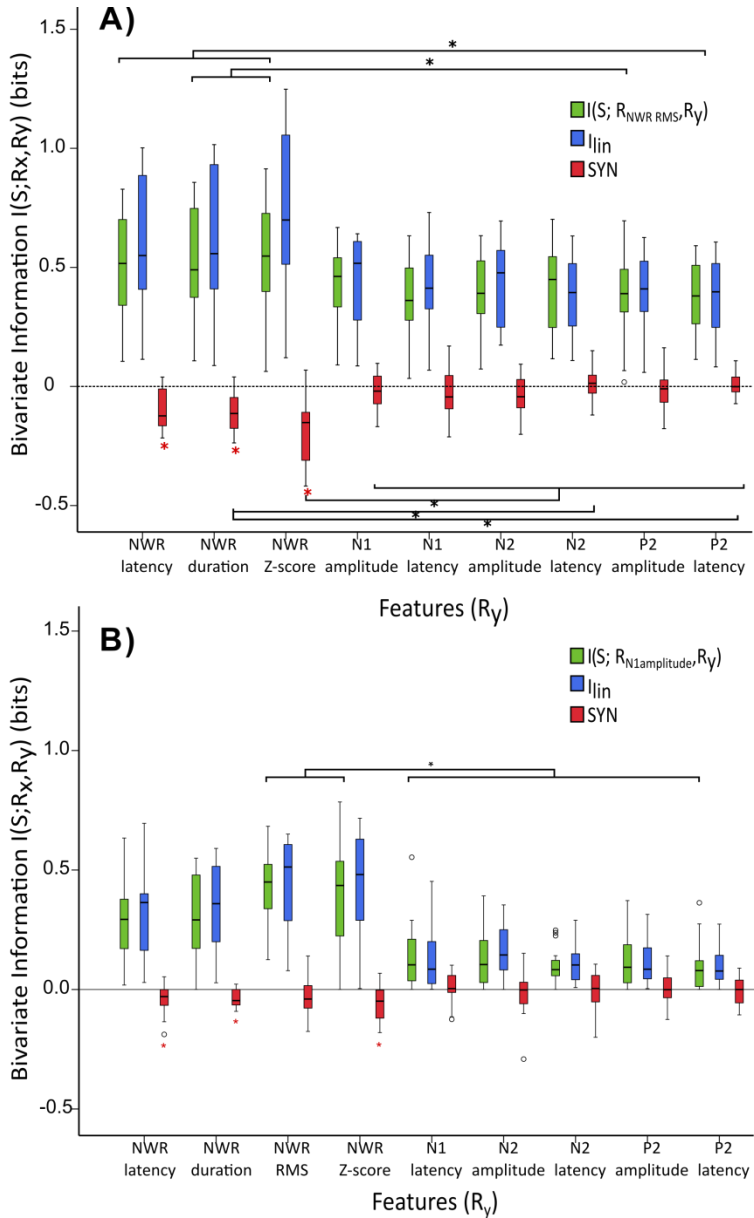 A)
1.5
1.0
0.5
0
-0.5
Bivariate Information I(S;Rx,Ry) (bits)
*
*
I(S; RNWR RMS,Ry)
Ilin
SYN
* * *
*
*
*
NWR latency
NWR duration
NWR Z-score
N1 amplitude
N1 latency
N2 amplitude
N2 latency
P2 amplitude
P2 latency
Features (Ry)
B)
1.5
1.0
0.5
0.0
-0.5
Bivariate Information I(S;Rx,Ry) (bits)
I(S; RN1amplitude,Ry)
Ilin
SYN
*
* * *
NWR latency
NWR duration
NWR RMS
NWR Z-score
N1 latency
N2 amplitude
N2 latency
P2 amplitude
P2 latency
Features (Ry)